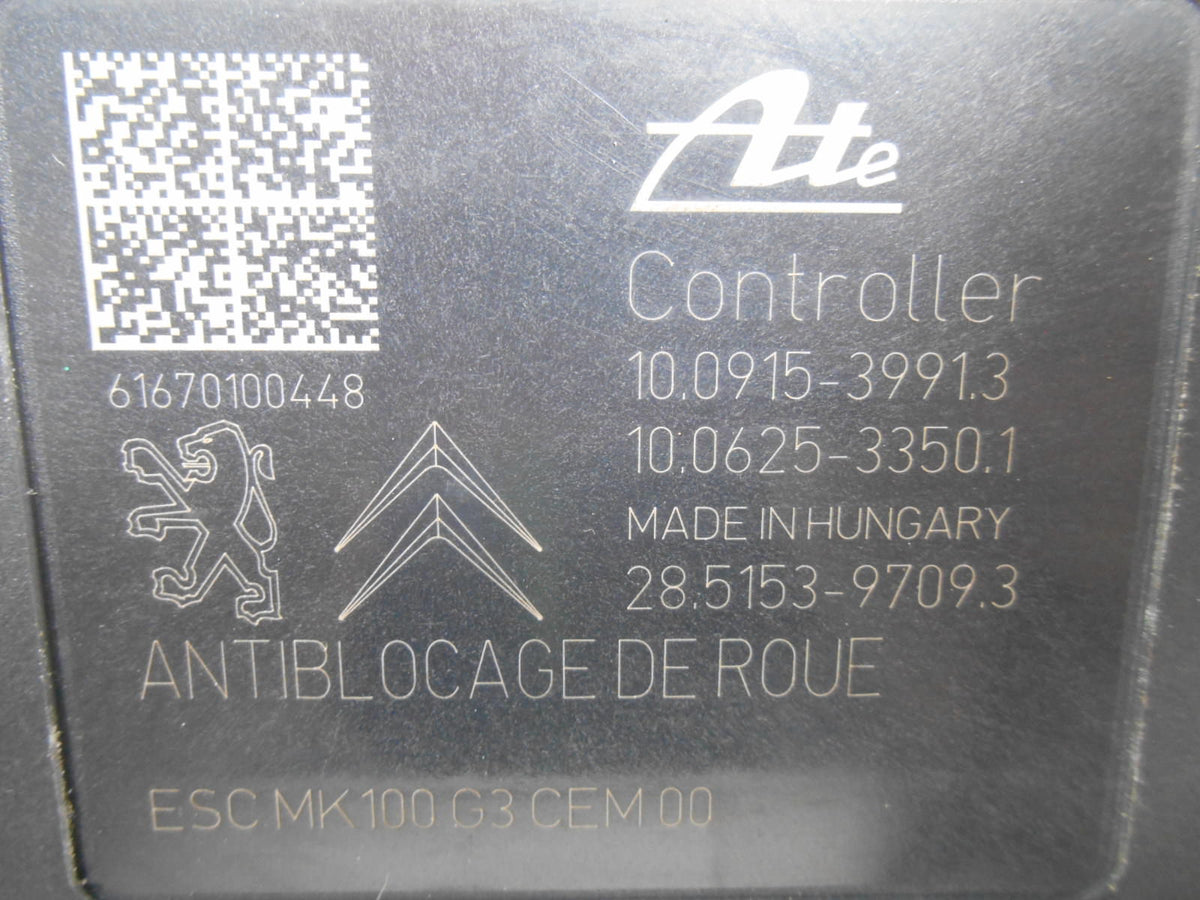 61670100448
Ate
Controller
10.0915-3991.3
10.0625-3350.1
MADE IN HUNGARY
28.5153-9709.3
ANTIBLOCAGE DE ROUE
ESC MK100 G3 CEM 00